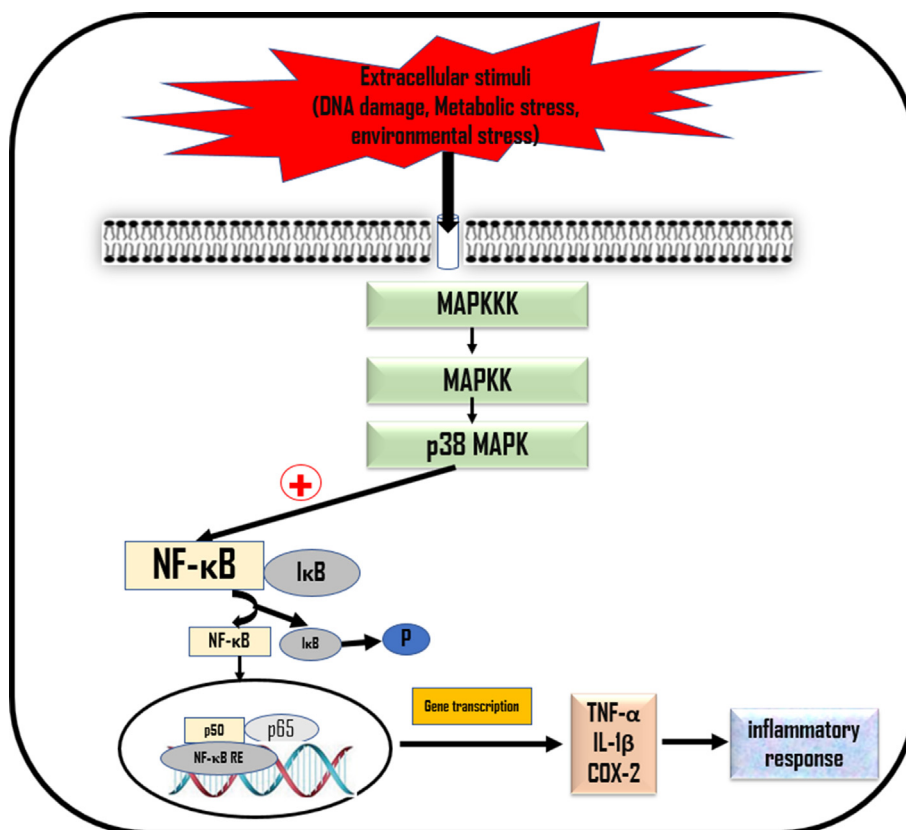 Extracellular stimuli
(DNA damage, Metabolic stress,
environmental stress)
MAPKKK
MAPKK
p38 MAPK
+
NF-κB
IκB
NF-κB
IκB
P
p50
p65
NF-κB RE
Gene transcription
TNF-α
IL-1β
COX-2
inflammatory
response